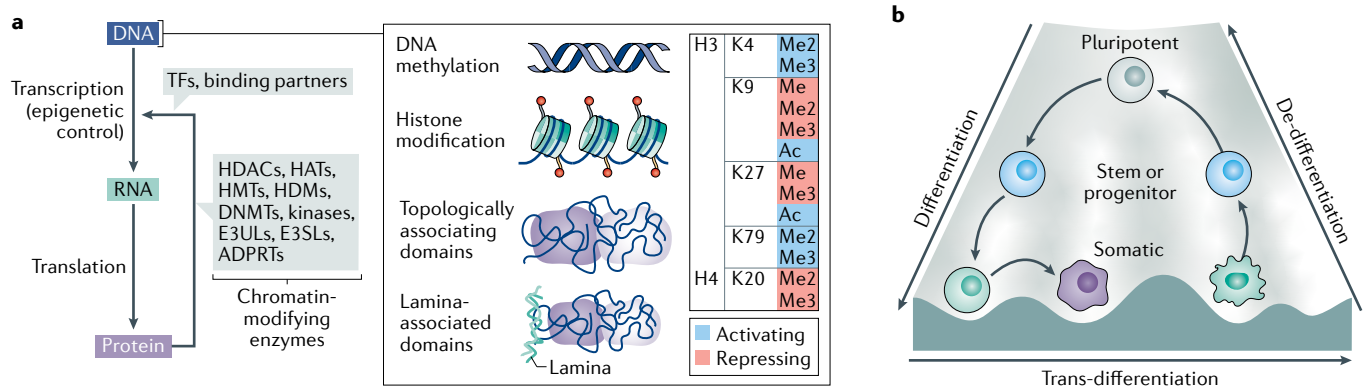 a
DNA
Transcription
(epigenetic
control)
TFs, binding partners
HDACs, HATs,
HMTs, HDMs,
DNMTs, kinases,
E3ULs, E3SLs,
ADPRTs
RNA
Translation
Chromatin-
modifying
enzymes
Protein
DNA
methylation
Histone
modification
Topologically
associating
domains
Lamina-
associated
domains
Lamina
H3 K4 Me2
Me3
K9 Me
Me2
Me3
Ac
K27 Me
Me3
Ac
K79 Me2
Me3
H4 K20 Me2
Me3
Activating
Repressing
b
Pluripotent
Differentiation
De-differentiation
Stem or
progenitor
Somatic
Trans-differentiation